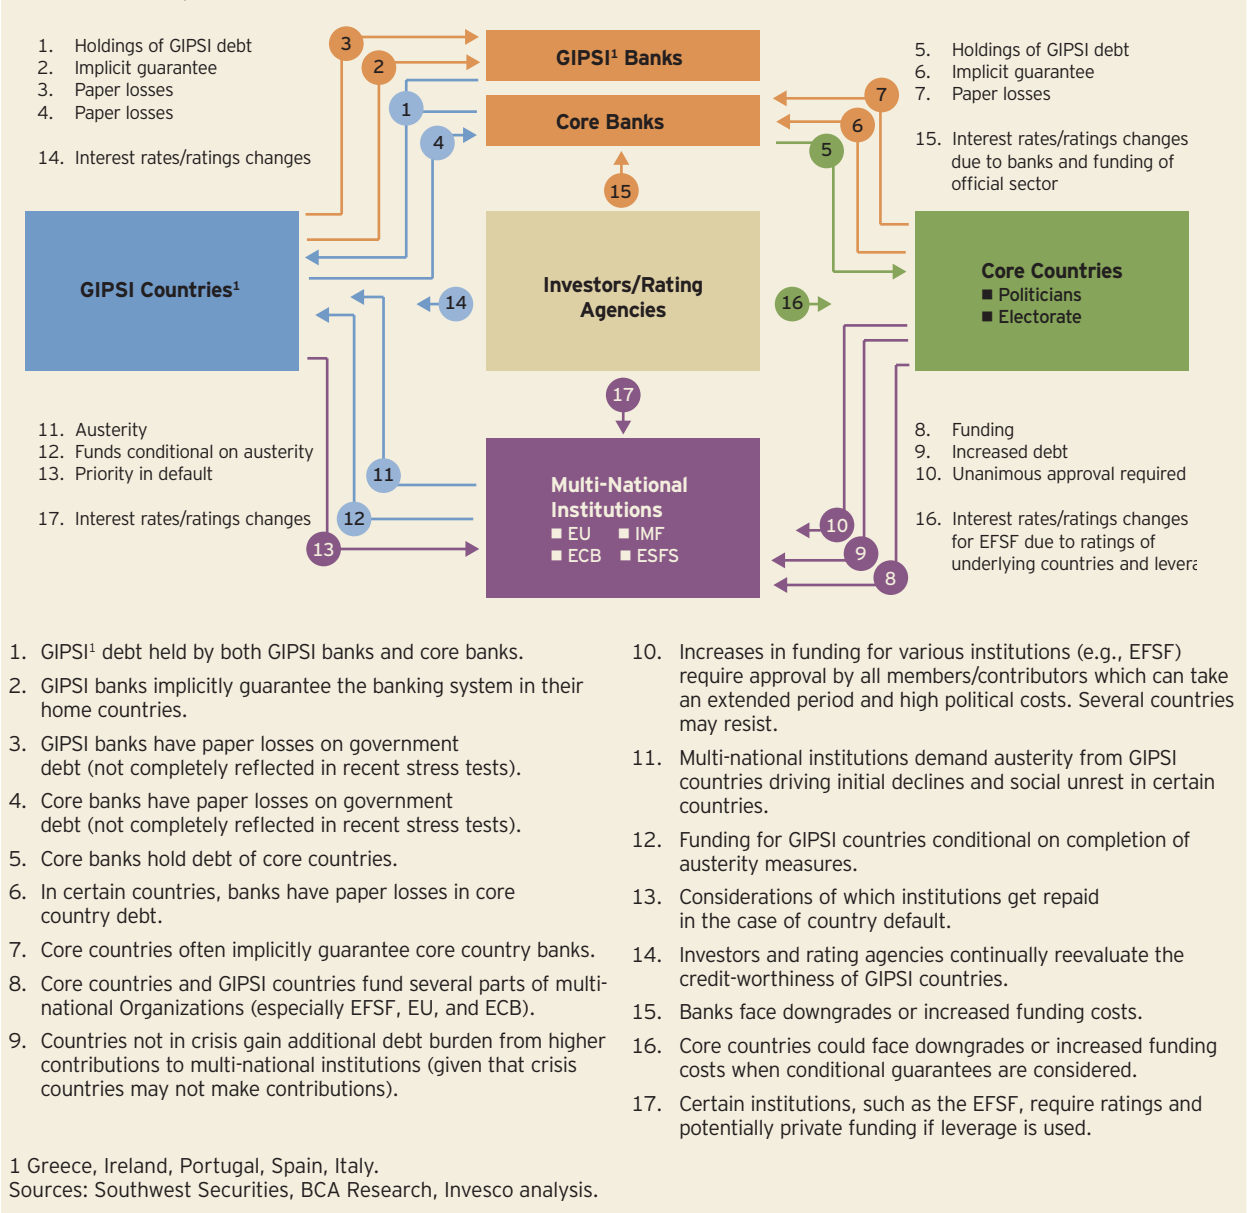 1. Holdings of GIPSI debt
2. Implicit guarantee
3. Paper losses
4. Paper losses
14. Interest rates/ratings changes
3
2
1
4
GIPSI¹ Banks
Core Banks
15
7
6
5
5. Holdings of GIPSI debt
6. Implicit guarantee
7. Paper losses
15. Interest rates/ratings changes
due to banks and funding of
official sector
GIPSI Countries¹
14
Investors/Rating
Agencies
16
Core Countries
■ Politicians
■ Electorate
17
11. Austerity
12. Funds conditional on austerity
13. Priority in default
17. Interest rates/ratings changes
11
12
13
Multi-National
Institutions
■ EU ■ IMF
■ ECB ■ ESFS
10
9
8
8. Funding
9. Increased debt
10. Unanimous approval required
16. Interest rates/ratings changes
for EFSF due to ratings of
underlying countries and levera
1. GIPSI¹ debt held by both GIPSI banks and core banks.
2. GIPSI banks implicitly guarantee the banking system in their
home countries.
3. GIPSI banks have paper losses on government
debt (not completely reflected in recent stress tests).
4. Core banks have paper losses on government
debt (not completely reflected in recent stress tests).
5. Core banks hold debt of core countries.
6. In certain countries, banks have paper losses in core
country debt.
7. Core countries often implicitly guarantee core country banks.
8. Core countries and GIPSI countries fund several parts of multi-
national Organizations (especially EFSF, EU, and ECB).
9. Countries not in crisis gain additional debt burden from higher
contributions to multi-national institutions (given that crisis
countries may not make contributions).
10. Increases in funding for various institutions (e.g., EFSF)
require approval by all members/contributors which can take
an extended period and high political costs. Several countries
may resist.
11. Multi-national institutions demand austerity from GIPSI
countries driving initial declines and social unrest in certain
countries.
12. Funding for GIPSI countries conditional on completion of
austerity measures.
13. Considerations of which institutions get repaid
in the case of country default.
14. Investors and rating agencies continually reevaluate the
credit-worthiness of GIPSI countries.
15. Banks face downgrades or increased funding costs.
16. Core countries could face downgrades or increased funding
costs when conditional guarantees are considered.
17. Certain institutions, such as the EFSF, require ratings and
potentially private funding if leverage is used.
1 Greece, Ireland, Portugal, Spain, Italy.
Sources: Southwest Securities, BCA Research, Invesco analysis.